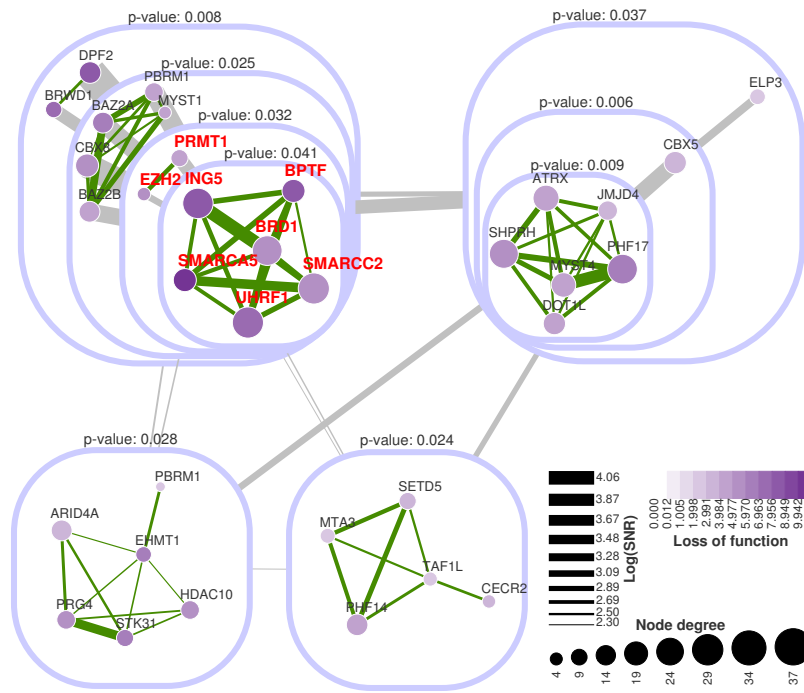 p-value: 0.008
p-value: 0.037
DPF2
p-value: 0.025
PBRM1
ELP3
BRWD1
BAZ2A
MYST1
p-value: 0.032
p-value: 0.006
PRMT1
CBX5
CBX8
p-value: 0.041
p-value: 0.009
EZH2
ING5
BPTF
ATRX
JMJD4
BAZ2B
BRD1
SHPRH
PHF17
SMARCA5
SMARCC2
MYST4
UHRF1
DOT1L
p-value: 0.028
p-value: 0.024
PBRM1
SETD5
ARID4A
MTA3
EHMT1
TAF1L
HDAC10
CECR2
PRG4
STK31
PHF14
4.06
3.87
3.67
3.48
3.28
3.09
2.89
2.69
2.50
2.30
Log(SNR)
0.000
0.012
1.005
1.998
2.991
3.984
4.977
5.970
6.963
7.956
8.949
9.942
Loss of function
Node degree
4
9
14
19
24
29
34
37